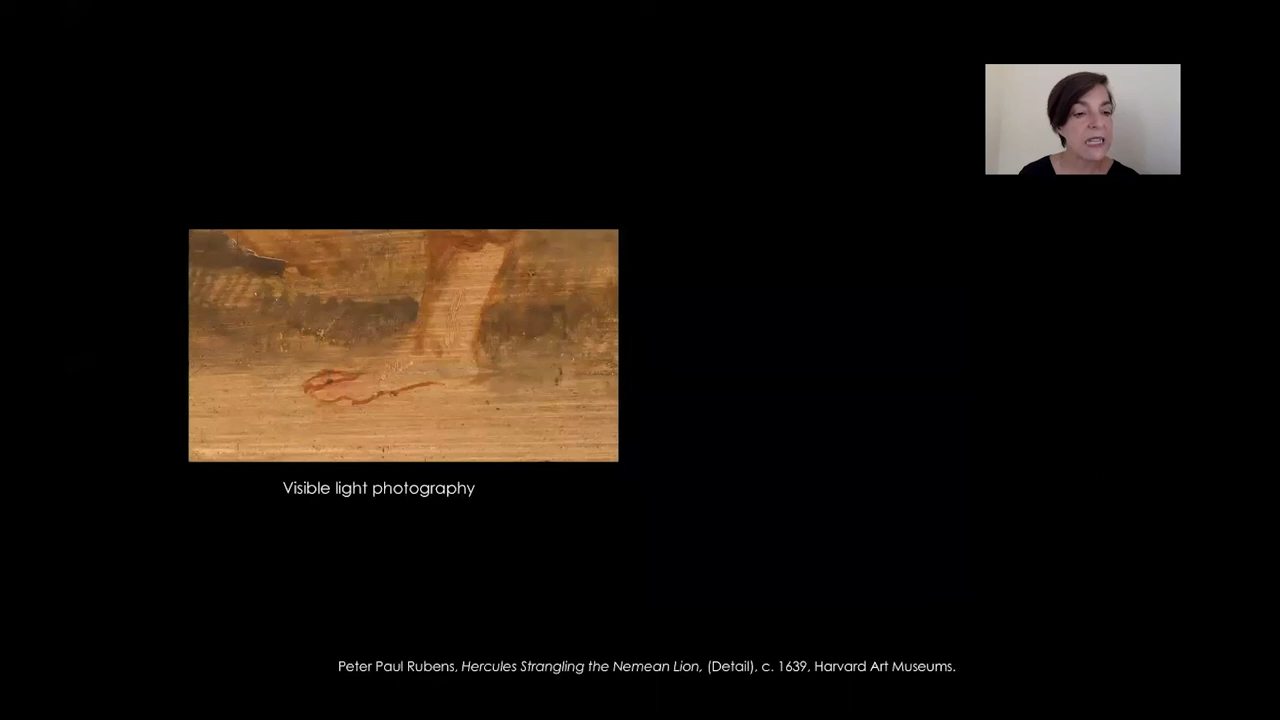 Visible light photography
Peter Paul Rubens, Hercules Strangling the Nemean Lion, (Detail), c. 1639, Harvard Art Museums.